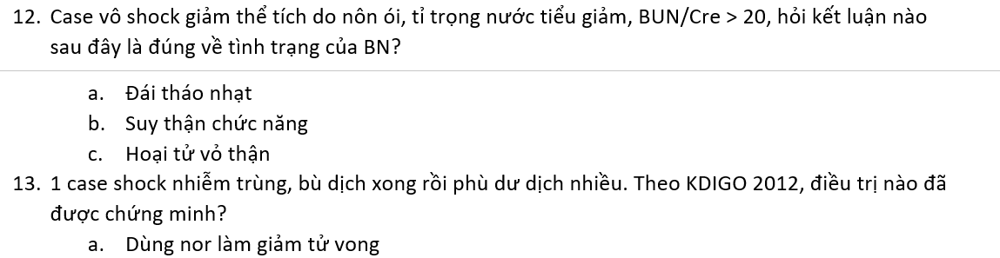 12. Case vô shock giảm thể tích do nôn ói, tỉ trọng nước tiểu giảm, BUN/Cre > 20, hỏi kết luận nào
sau đây là đúng về tình trạng của BN?
a. Đái tháo nhạt
b. Suy thận chức năng
c. Hoại tử vỏ thận
13. 1 case shock nhiễm trùng, bù dịch xong rồi phù dư dịch nhiều. Theo KDIGO 2012, điều trị nào đã
được chứng minh?
a. Dùng nor làm giảm tử vong